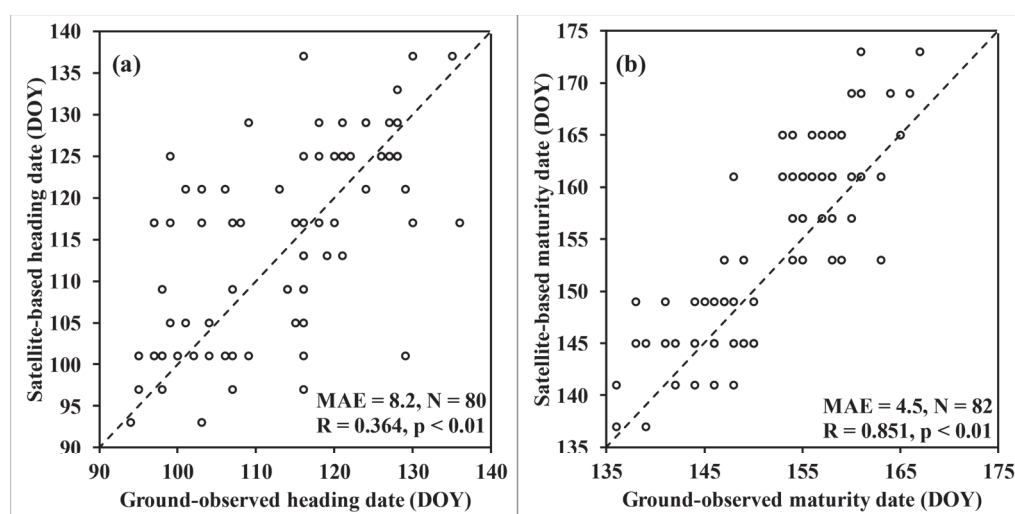 (a)
Satellite-based heading date (DOY)
140
135
130
125
120
115
110
105
100
95
90
MAE = 8.2, N = 80
R = 0.364, p < 0.01
90 100 110 120 130 140
Ground-observed heading date (DOY)
(b)
Satellite-based maturity date (DOY)
175
170
165
160
155
150
145
140
135
MAE = 4.5, N = 82
R = 0.851, p < 0.01
135 145 155 165 175
Ground-observed maturity date (DOY)